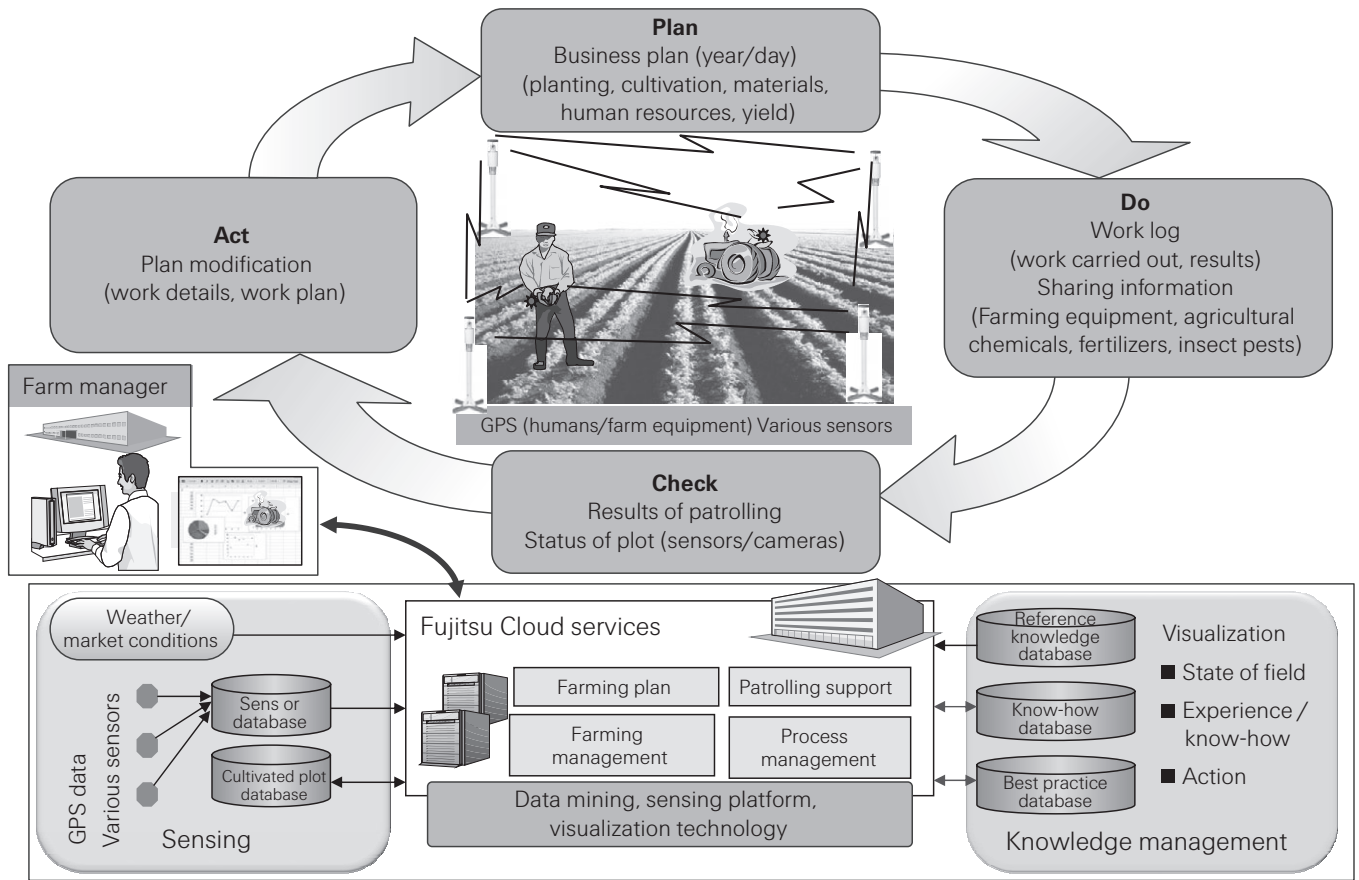 Plan
Business plan (year/day)
(planting, cultivation, materials,
human resources, yield)
Do
Work log
(work carried out, results)
Sharing information
(Farming equipment, agricultural
chemicals, fertilizers, insect pests)
Act
Plan modification
(work details, work plan)
GPS (humans/farm equipment) Various sensors
Check
Results of patrolling
Status of plot (sensors/cameras)
Farm manager
Weather/
market conditions
GPS data
Various sensors
Sens or
database
Cultivated plot
database
Sensing
Fujitsu Cloud services
Farming plan
Patrolling support
Farming
management
Process
management
Data mining, sensing platform,
visualization technology
Reference
knowledge
database
Know-how
database
Best practice
database
Visualization
■ State of field
■ Experience /
know-how
■ Action
Knowledge management